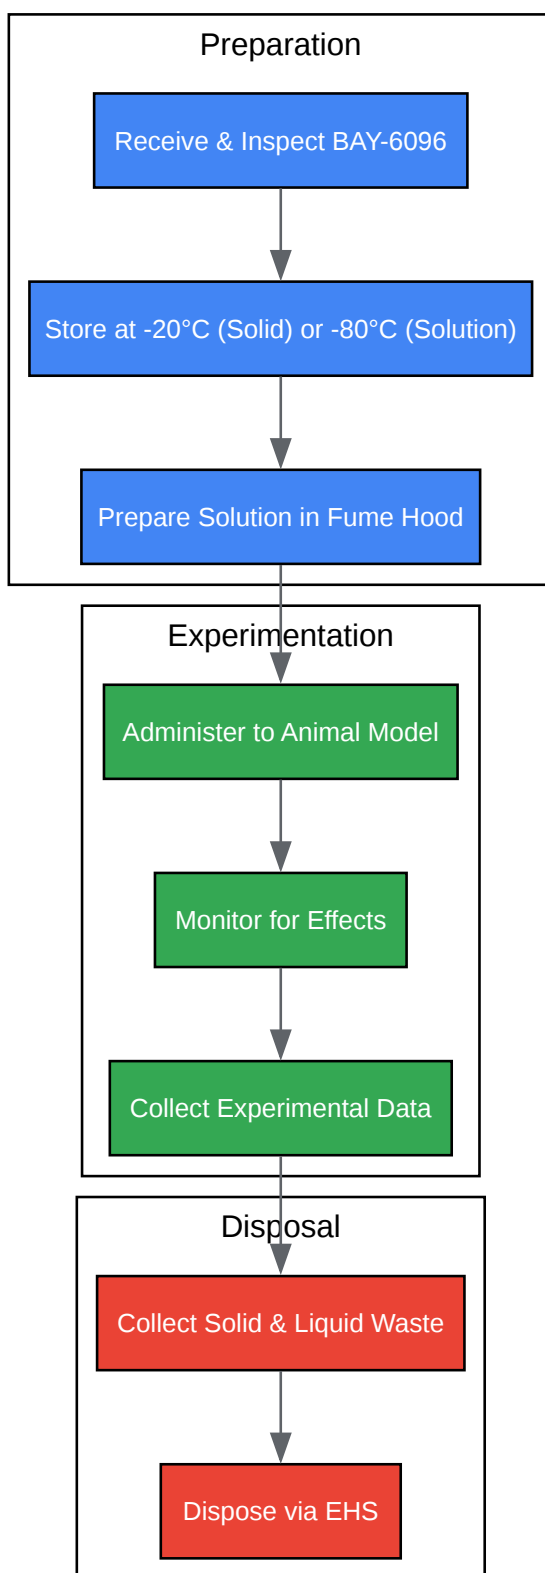 Preparation
Receive & Inspect BAY-6096
Store at -20°C (Solid) or -80°C (Solution)
Prepare Solution in Fume Hood
Experimentation
Administer to Animal Model
Monitor for Effects
Collect Experimental Data
Disposal
Collect Solid & Liquid Waste
Dispose via EHS